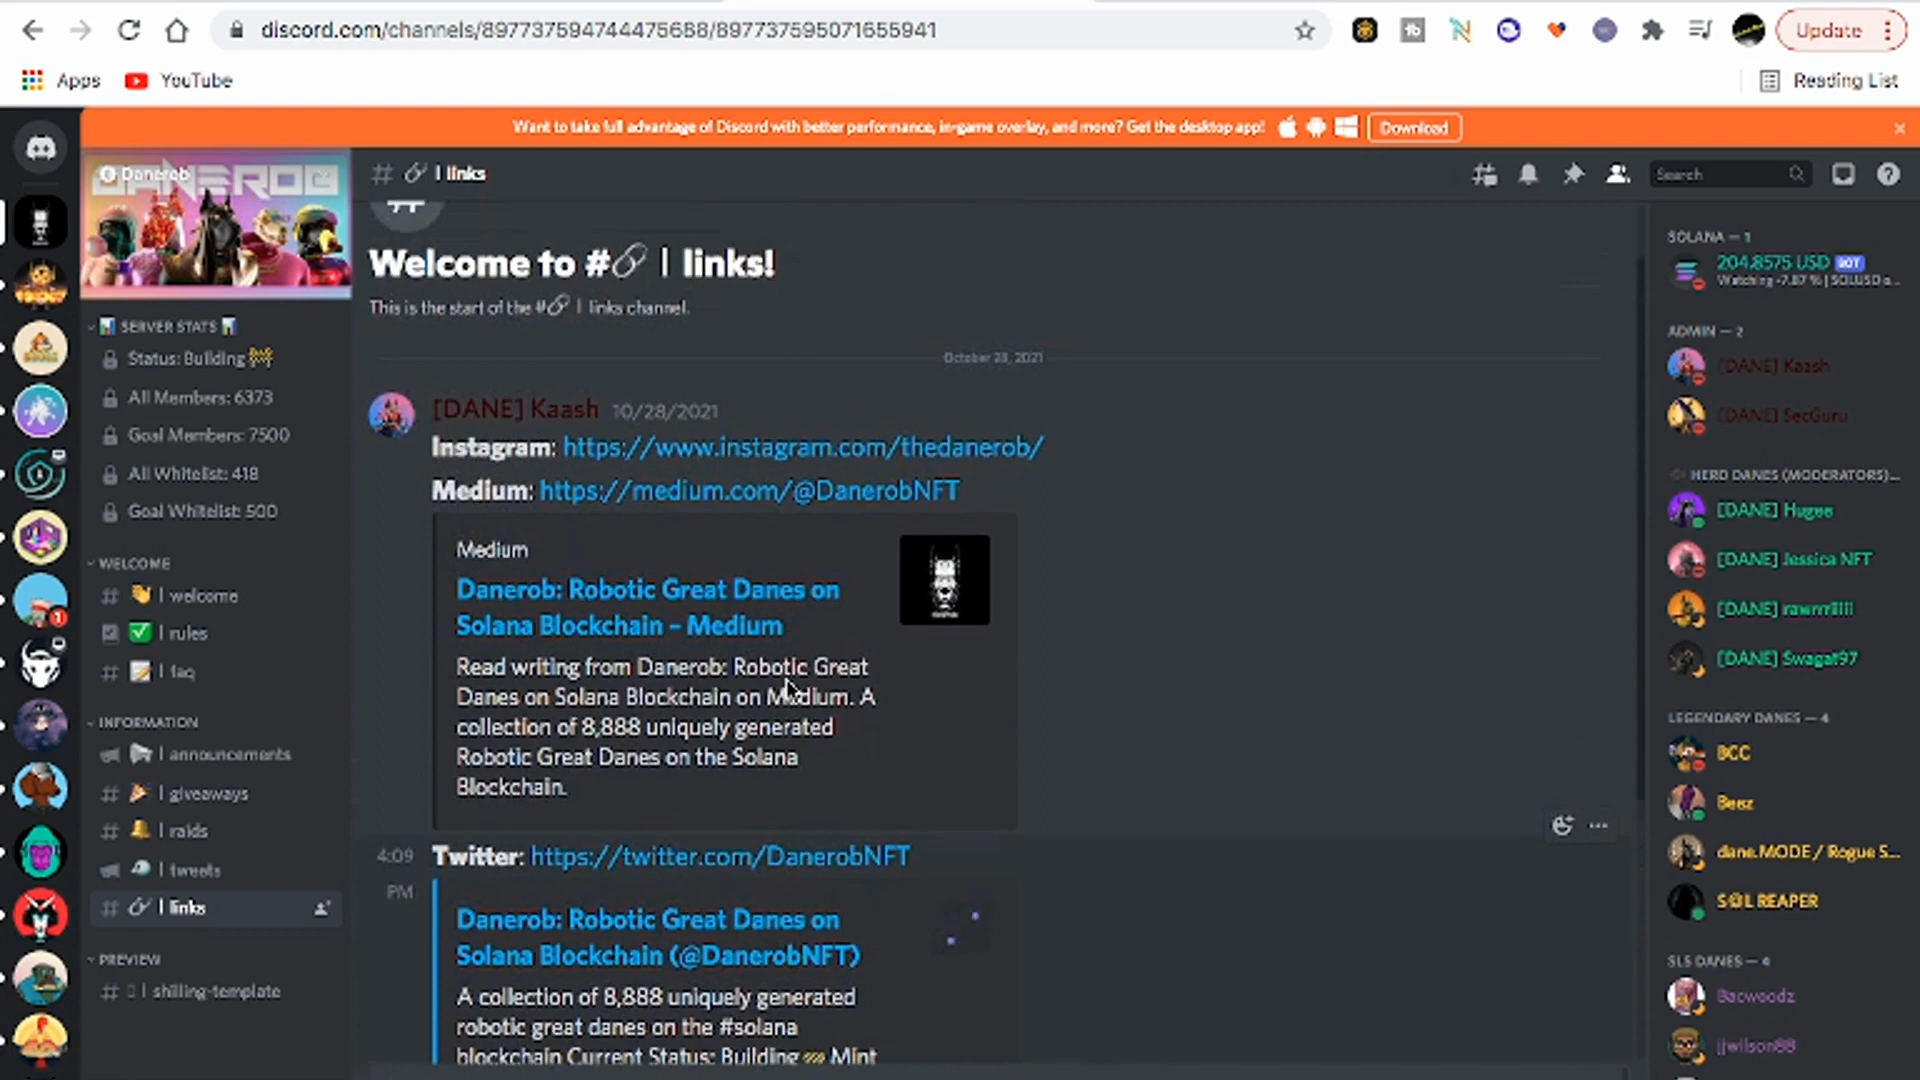 discord.com/channels/897737594744475688/897737595071655941
Update
Apps
YouTube
Reading List
Want to take full advantage of Discord with better performance, in-game overlay, and more? Get the desktop app!
Download
Danerob
DANEROB
SERVER STATS
Status: Building
All Members: 6373
Goal Members: 7500
All Whitelist: 418
Goal Whitelist: 500
WELCOME
# | welcome
| rules
# | faq
INFORMATION
| announcements
# | giveaways
# | raids
| tweets
# | links
PREVIEW
# | shilling-template
# | links
Search
Welcome to # | links!
This is the start of the # | links channel.
October 28, 2021
[DANE] Kaash 10/28/2021
Instagram: https://www.instagram.com/thedanerob/
Medium: https://medium.com/@DanerobNFT
Medium
Danerob: Robotic Great Danes on
Solana Blockchain – Medium
Read writing from Danerob: Robotic Great
Danes on Solana Blockchain on Medium. A
collection of 8,888 uniquely generated
Robotic Great Danes on the Solana
Blockchain.
4:09 PM
Twitter: https://twitter.com/DanerobNFT
Danerob: Robotic Great Danes on
Solana Blockchain (@DanerobNFT)
A collection of 8,888 uniquely generated
robotic great danes on the #solana
blockchain Current Status: Building Mint
SOLANA — 1
204.8575 USD BOT
Watching -7.87 % | SOLUSD o...
ADMIN — 2
[DANE] Kaash
[DANE] SecGuru
HERD DANES (MODERATORS)...
[DANE] Hugee
[DANE] Jessica NFT
[DANE] rawrrriiiii
[DANE] Swagat97
LEGENDARY DANES — 4
BCC
Beez
dane.MODE / Rogue S...
S@L REAPER
SLS DANES — 4
Bacwoodz
jjwilson88
1